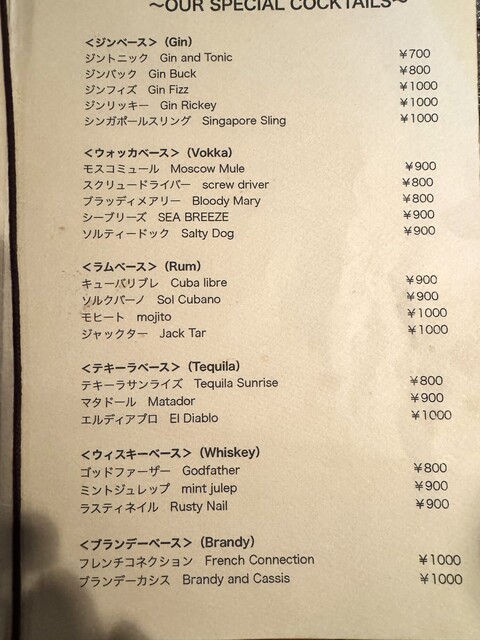 ～OUR SPECIAL COCKTAILS～
＜ジンベース＞（Gin）
ジントニック Gin and Tonic ¥700
ジンバック Gin Buck ¥800
ジンフィズ Gin Fizz ¥1000
ジンリッキー Gin Rickey ¥1000
シンガポールスリング Singapore Sling ¥1000
＜ウォッカベース＞（Vokka）
モスコミュール Moscow Mule ¥900
スクリュードライバー screw driver ¥800
ブラッディメアリー Bloody Mary ¥800
シーブリーズ SEA BREEZE ¥900
ソルティードック Salty Dog ¥900
＜ラムベース＞（Rum）
キューバリブレ Cuba libre ¥900
ソルクバーノ Sol Cubano ¥900
モヒート mojito ¥1000
ジャックター Jack Tar ¥1000
＜テキーラベース＞（Tequila）
テキーラサンライズ Tequila Sunrise ¥800
マタドール Matador ¥900
エルディアブロ El Diablo ¥1000
＜ウィスキーベース＞（Whiskey）
ゴッドファーザー Godfather ¥800
ミントジュレップ mint julep ¥900
ラスティネイル Rusty Nail ¥900
＜ブランデーベース＞（Brandy）
フレンチコネクション French Connection ¥1000
ブランデーカシス Brandy and Cassis ¥1000